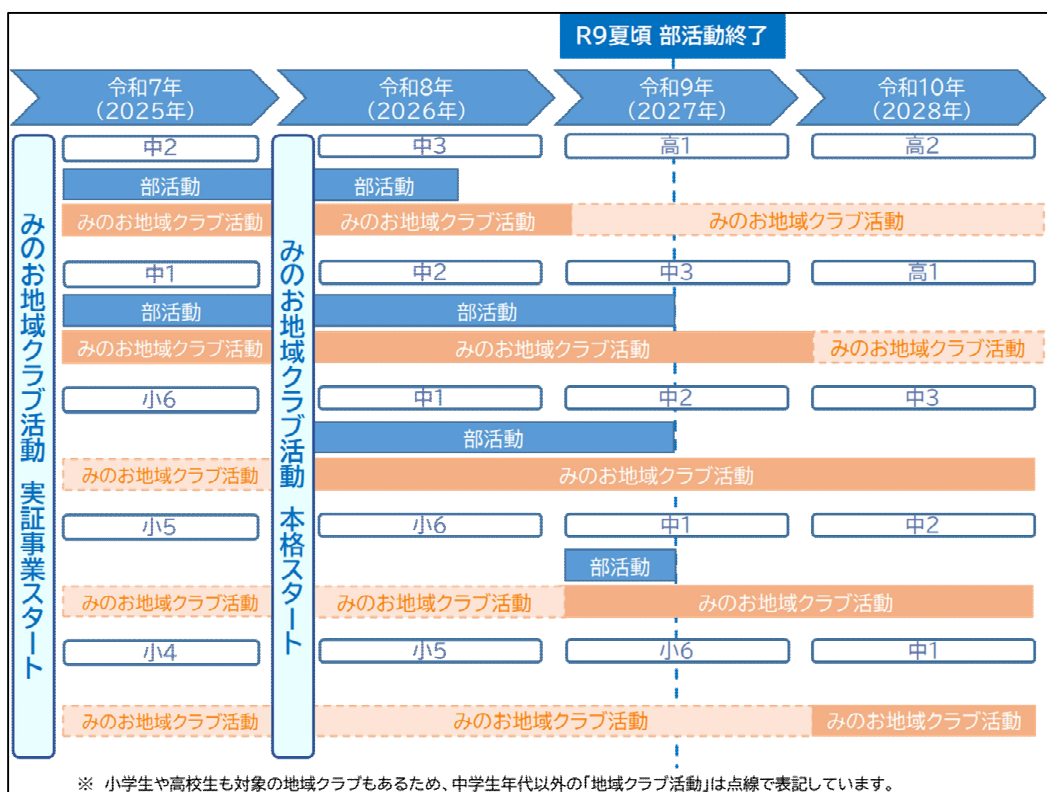 R9夏頃 部活動終了
令和7年
(2025年)
令和8年
(2026年)
令和9年
(2027年)
令和10年
(2028年)
みのお地域クラブ活動 実証事業スタート
みのお地域クラブ活動 本格スタート
中2
中3
高1
高2
部活動
部活動
みのお地域クラブ活動
みのお地域クラブ活動
みのお地域クラブ活動
中1
中2
中3
高1
部活動
部活動
みのお地域クラブ活動
みのお地域クラブ活動
みのお地域クラブ活動
小6
中1
中2
中3
部活動
みのお地域クラブ活動
みのお地域クラブ活動
小5
小6
中1
中2
部活動
みのお地域クラブ活動
みのお地域クラブ活動
みのお地域クラブ活動
小4
小5
小6
中1
みのお地域クラブ活動
みのお地域クラブ活動
みのお地域クラブ活動
※ 小学生や高校生も対象の地域クラブもあるため、中学生年代以外の「地域クラブ活動」は点線で表記しています。